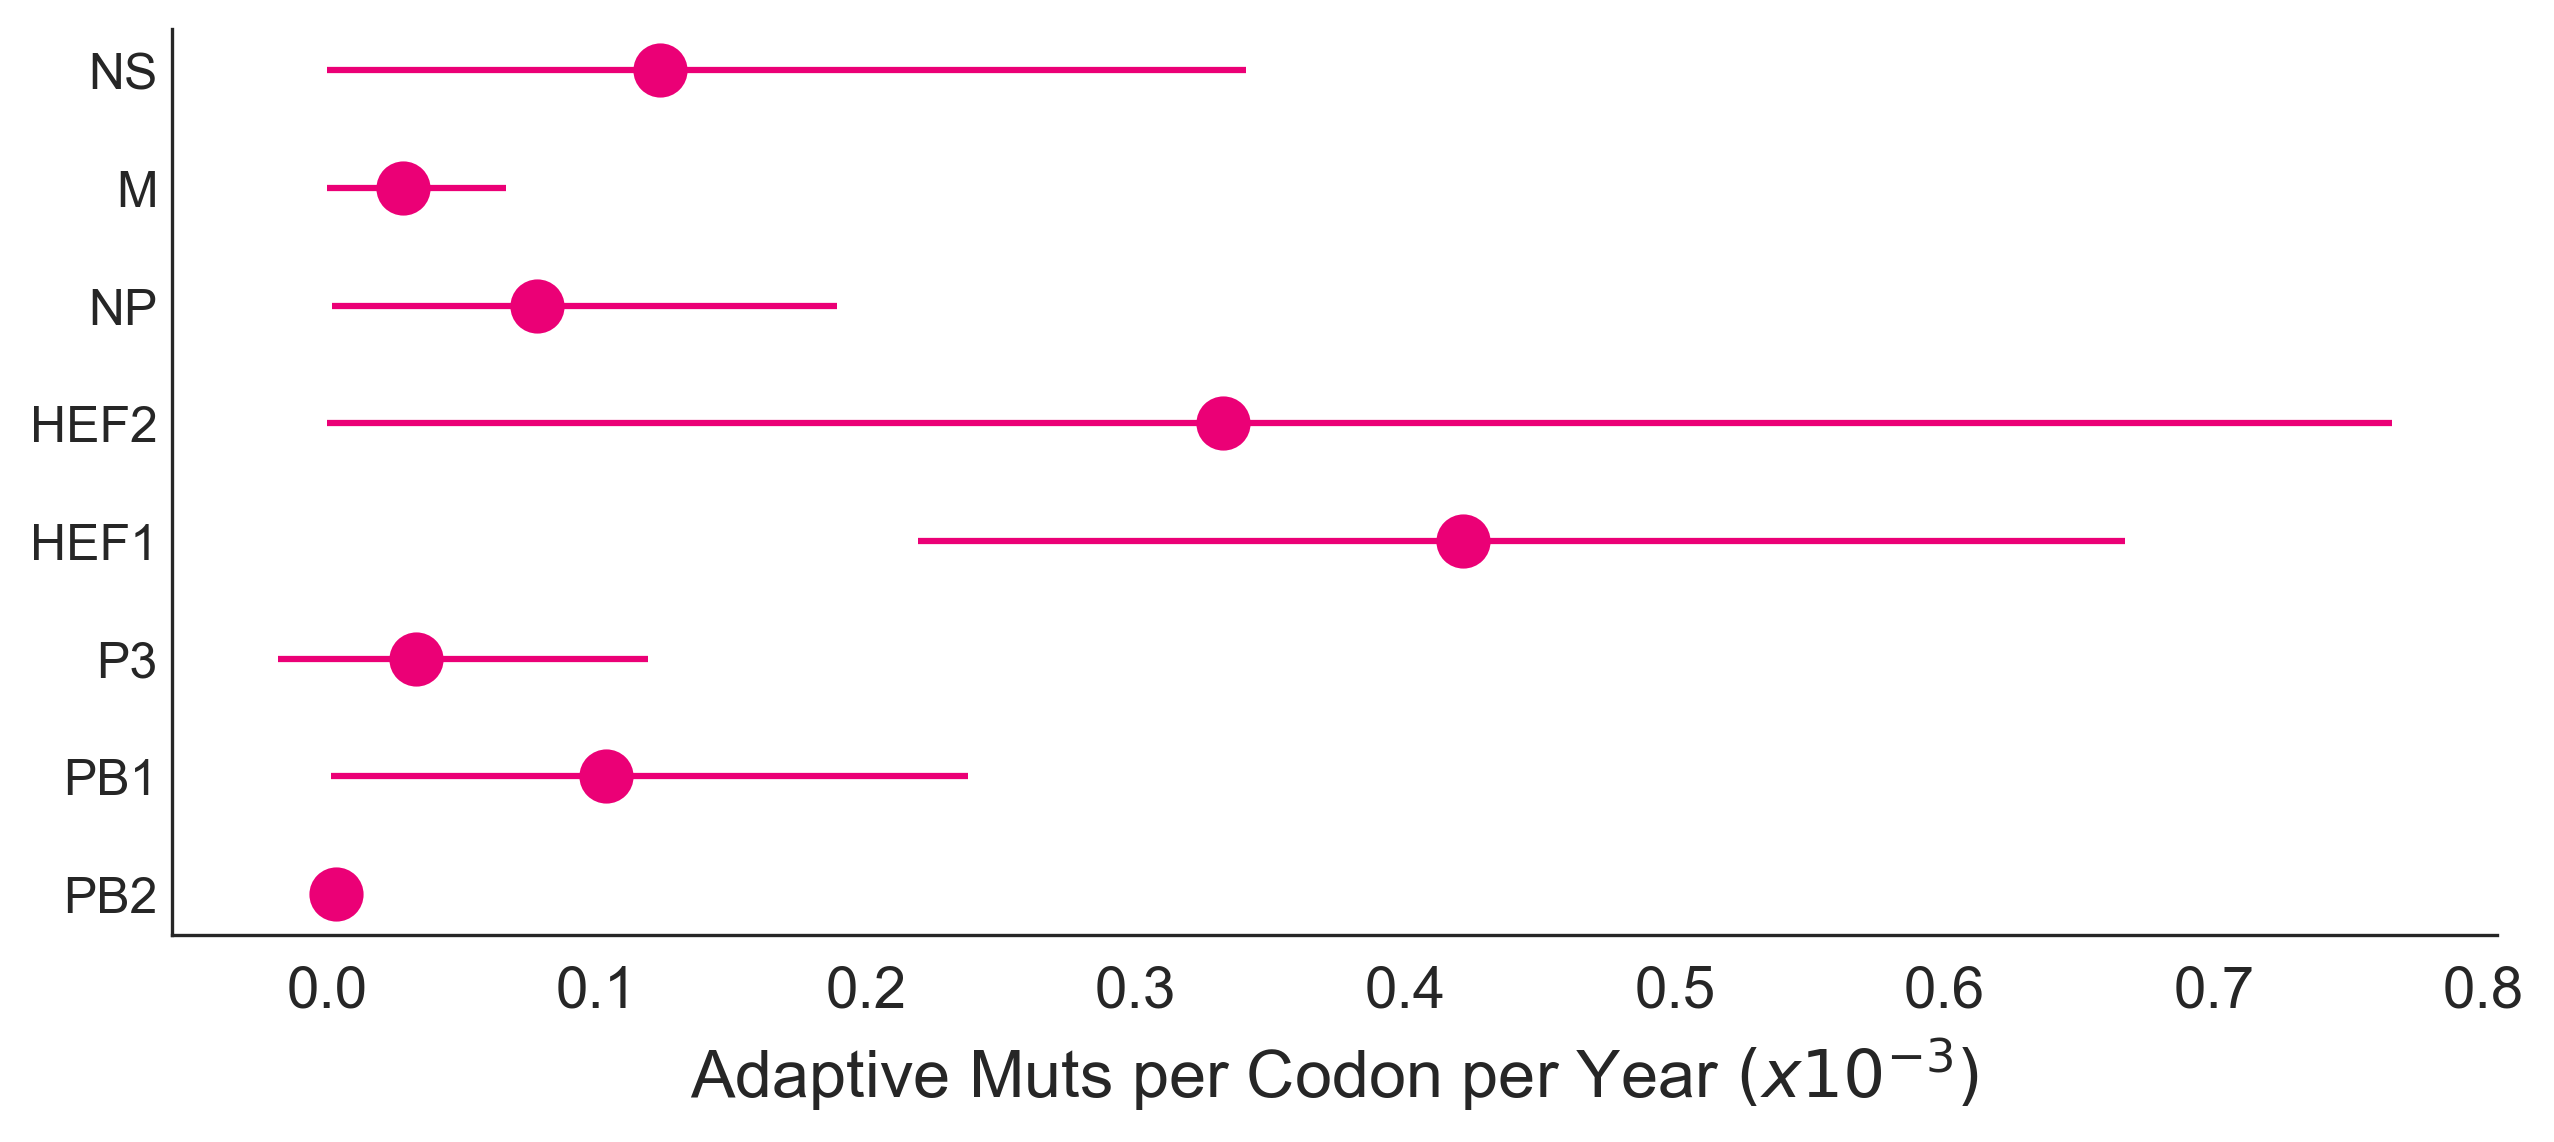 NS
M
NP
HEF2
HEF1
P3
PB1
PB2
0.0 0.1 0.2 0.3 0.4 0.5 0.6 0.7 0.8
Adaptive Muts per Codon per Year (x10⁻³)